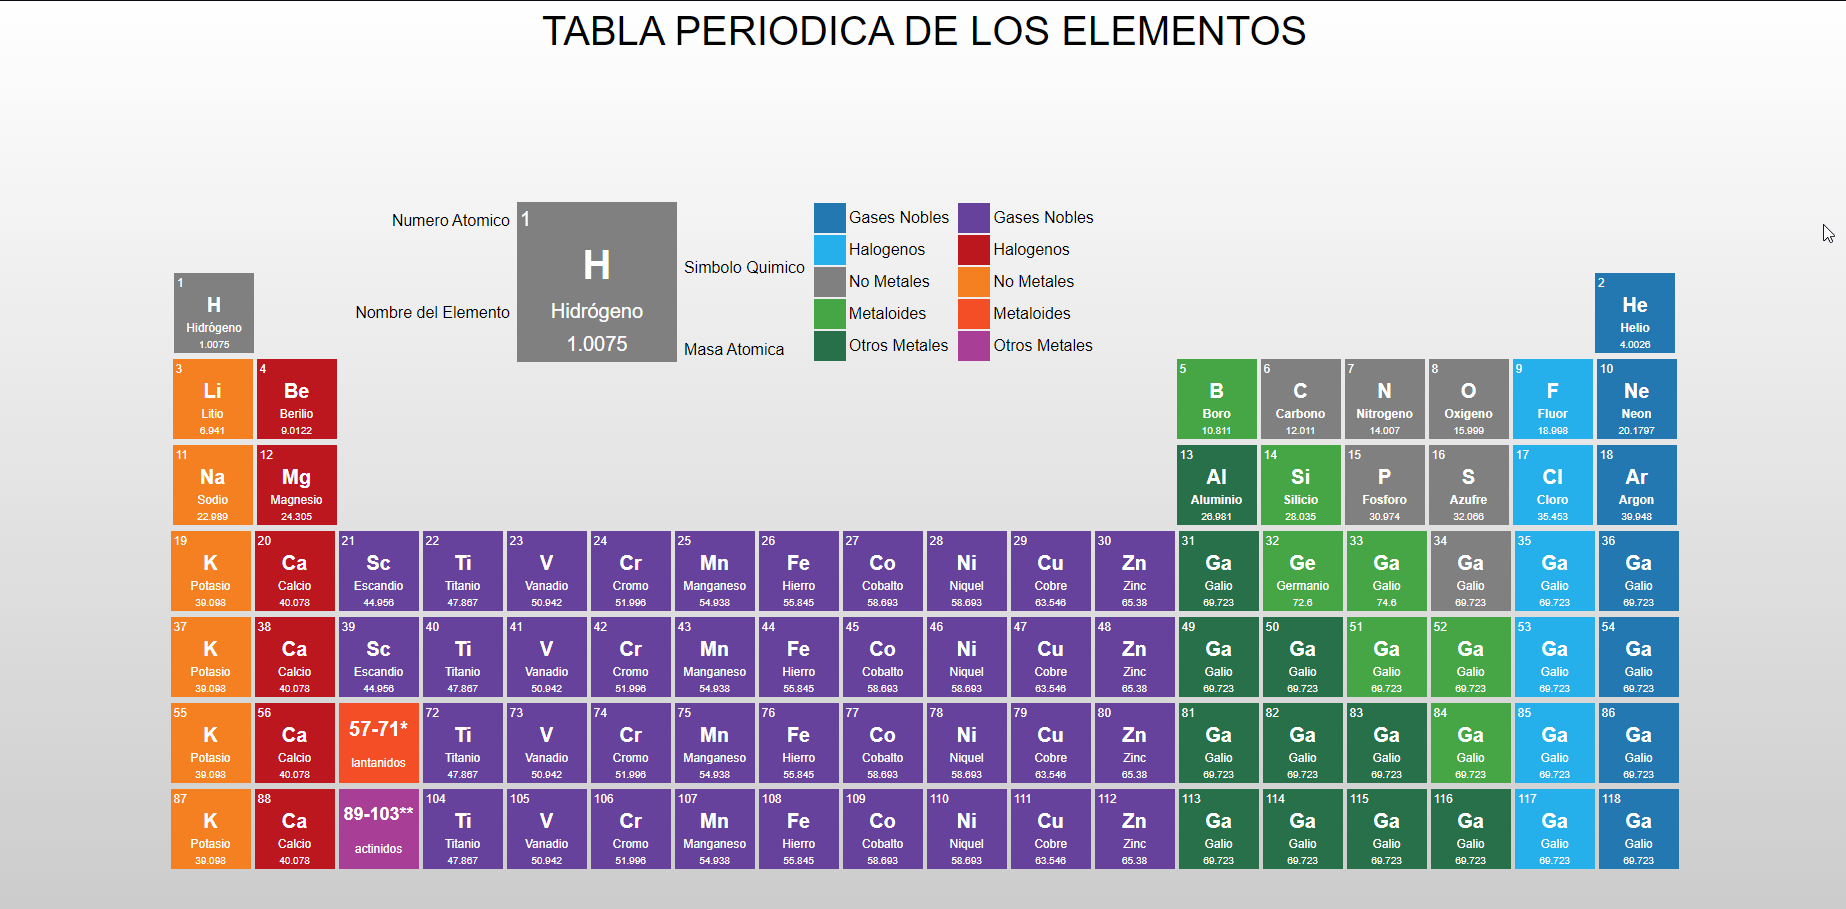 TABLA PERIODICA DE LOS ELEMENTOS
Numero Atomico
1
H
Hidrógeno
1.0075
Nombre del Elemento
Simbolo Quimico
Masa Atomica
Gases Nobles
Halogenos
No Metales
Metaloides
Otros Metales
Gases Nobles
Halogenos
No Metales
Metaloides
Otros Metales
1
H
Hidrógeno
1.0075
2
He
Helio
4.0026
3
Li
Litio
6.941
4
Be
Berilio
9.0122
5
B
Boro
10.811
6
C
Carbono
12.011
7
N
Nitrogeno
14.007
8
O
Oxigeno
15.999
9
F
Fluor
18.998
10
Ne
Neon
20.1797
11
Na
Sodio
22.989
12
Mg
Magnesio
24.305
13
Al
Aluminio
26.981
14
Si
Silicio
28.035
15
P
Fosforo
30.974
16
S
Azufre
32.066
17
Cl
Cloro
35.453
18
Ar
Argon
39.948
19
K
Potasio
39.098
20
Ca
Calcio
40.078
21
Sc
Escandio
44.956
22
Ti
Titanio
47.867
23
V
Vanadio
50.942
24
Cr
Cromo
51.996
25
Mn
Manganeso
54.938
26
Fe
Hierro
55.845
27
Co
Cobalto
58.693
28
Ni
Niquel
58.693
29
Cu
Cobre
63.546
30
Zn
Zinc
65.38
31
Ga
Galio
69.723
32
Ge
Germanio
72.6
33
Ga
Galio
74.6
34
Ga
Galio
69.723
35
Ga
Galio
69.723
36
Ga
Galio
69.723
37
K
Potasio
39.098
38
Ca
Calcio
40.078
39
Sc
Escandio
44.956
40
Ti
Titanio
47.867
41
V
Vanadio
50.942
42
Cr
Cromo
51.996
43
Mn
Manganeso
54.938
44
Fe
Hierro
55.845
45
Co
Cobalto
58.693
46
Ni
Niquel
58.693
47
Cu
Cobre
63.546
48
Zn
Zinc
65.38
49
Ga
Galio
69.723
50
Ga
Galio
69.723
51
Ga
Galio
69.723
52
Ga
Galio
69.723
53
Ga
Galio
69.723
54
Ga
Galio
69.723
55
K
Potasio
39.098
56
Ca
Calcio
40.078
57-71*
lantanidos
72
Ti
Titanio
47.867
73
V
Vanadio
50.942
74
Cr
Cromo
51.996
75
Mn
Manganeso
54.938
76
Fe
Hierro
55.845
77
Co
Cobalto
58.693
78
Ni
Niquel
58.693
79
Cu
Cobre
63.546
80
Zn
Zinc
65.38
81
Ga
Galio
69.723
82
Ga
Galio
69.723
83
Ga
Galio
69.723
84
Ga
Galio
69.723
85
Ga
Galio
69.723
86
Ga
Galio
69.723
87
K
Potasio
39.098
88
Ca
Calcio
40.078
89-103**
actinidos
104
Ti
Titanio
47.867
105
V
Vanadio
50.942
106
Cr
Cromo
51.996
107
Mn
Manganeso
54.938
108
Fe
Hierro
55.845
109
Co
Cobalto
58.693
110
Ni
Niquel
58.693
111
Cu
Cobre
63.546
112
Zn
Zinc
65.38
113
Ga
Galio
69.723
114
Ga
Galio
69.723
115
Ga
Galio
69.723
116
Ga
Galio
69.723
117
Ga
Galio
69.723
118
Ga
Galio
69.723